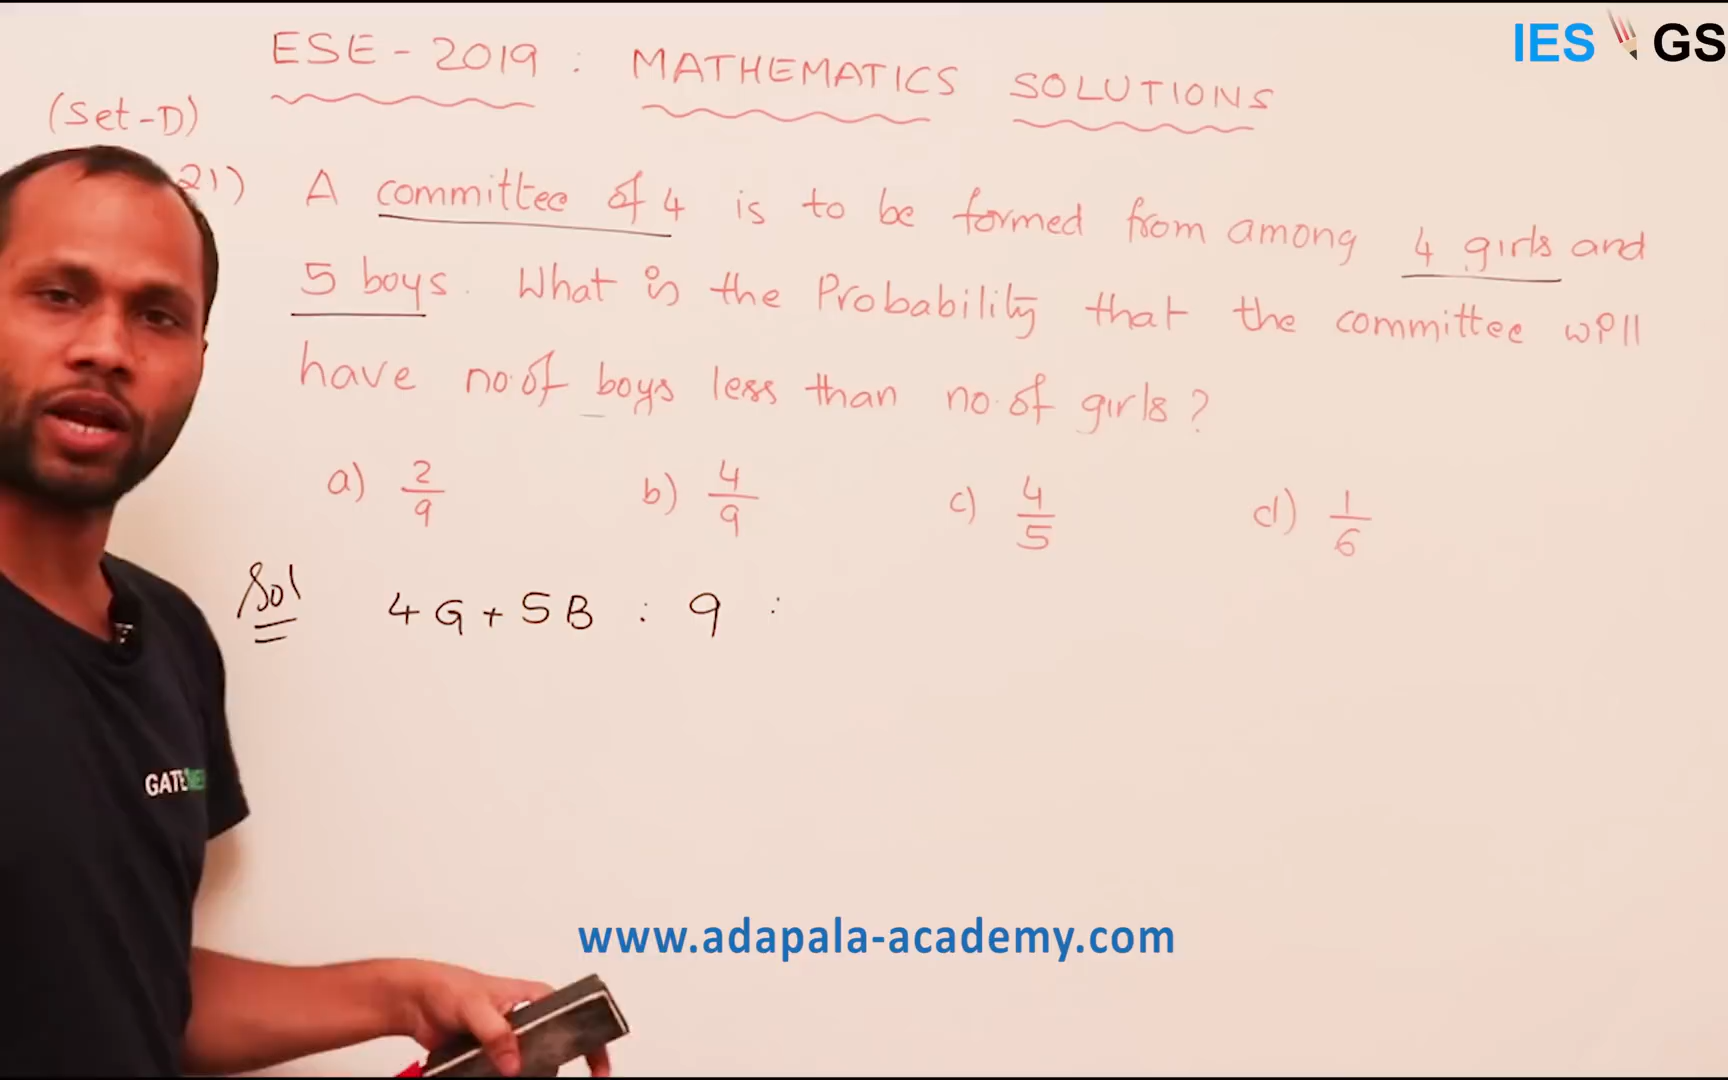 IES GS
ESE - 2019 : MATHEMATICS SOLUTIONS
(Set-D)
21) A committee of 4 is to be formed from among 4 girls and
5 boys. What is the Probability that the committee will
have no. of boys less than no. of girls?
a) 2/9 b) 4/9 c) 4/5 d) 1/6
Sol 4G + 5B : 9 :
GATE
www.adapala-academy.com